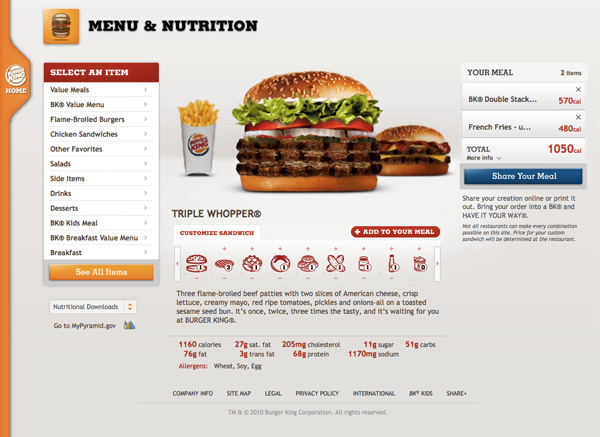 MENU & NUTRITION
BURGER KING
HOME
SELECT AN ITEM
Value Meals
BK® Value Menu
Flame-Broiled Burgers
Chicken Sandwiches
Other Favorites
Salads
Side Items
Drinks
Desserts
BK® Kids Meal
BK® Breakfast Value Menu
Breakfast
See All Items
Nutritional Downloads
Go to MyPyramid.gov
BURGER KING
TRIPLE WHOPPER®
CUSTOMIZE SANDWICH
+ ADD TO YOUR MEAL
1 3 1 1 1 1 1 1 0
Three flame-broiled beef patties with two slices of American cheese, crisp
lettuce, creamy mayo, red ripe tomatoes, pickles and onions-all on a toasted
sesame seed bun. It's once, twice, three times the tasty, and it's waiting for you
at BURGER KING®.
1160 calories 27g sat. fat 205mg cholesterol 11g sugar 51g carbs
76g fat 3g trans fat 68g protein 1170mg sodium
Allergens: Wheat, Soy, Egg
YOUR MEAL 2 Items
BK® Double Stack... 570cal
French Fries - u... 480cal
TOTAL 1050cal
More Info
Share Your Meal
Share your creation online or print it
out. Bring your order into a BK® and
HAVE IT YOUR WAY®.
Not all restaurants can make every combination
possible on this site. Price for your custom
sandwich will be determined at the restaurant.
COMPANY INFO SITE MAP LEGAL PRIVACY POLICY INTERNATIONAL BK® KIDS SHARE+
TM & © 2010 Burger King Corporation. All rights reserved.